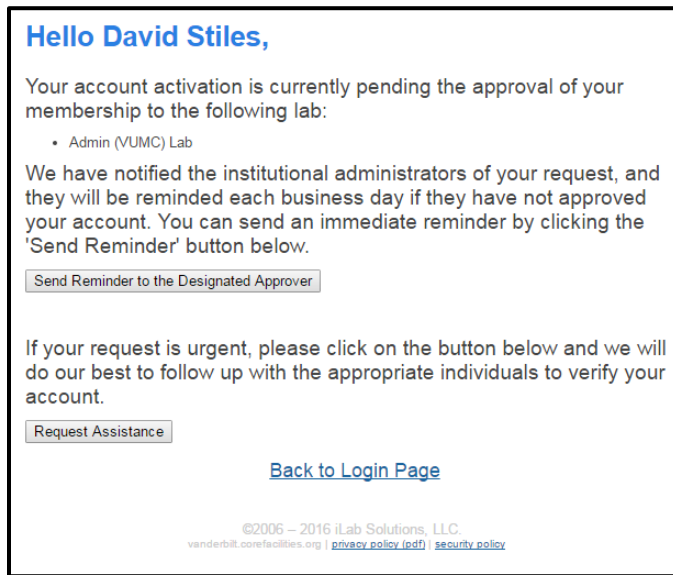 Hello David Stiles,
Your account activation is currently pending the approval of your
membership to the following lab:
• Admin (VUMC) Lab
We have notified the institutional administrators of your request, and
they will be reminded each business day if they have not approved
your account. You can send an immediate reminder by clicking the
'Send Reminder' button below.
Send Reminder to the Designated Approver
If your request is urgent, please click on the button below and we will
do our best to follow up with the appropriate individuals to verify your
account.
Request Assistance
Back to Login Page
©2006 – 2016 iLab Solutions, LLC.
vanderbilt.corefacilities.org | privacy policy (pdf) | security policy